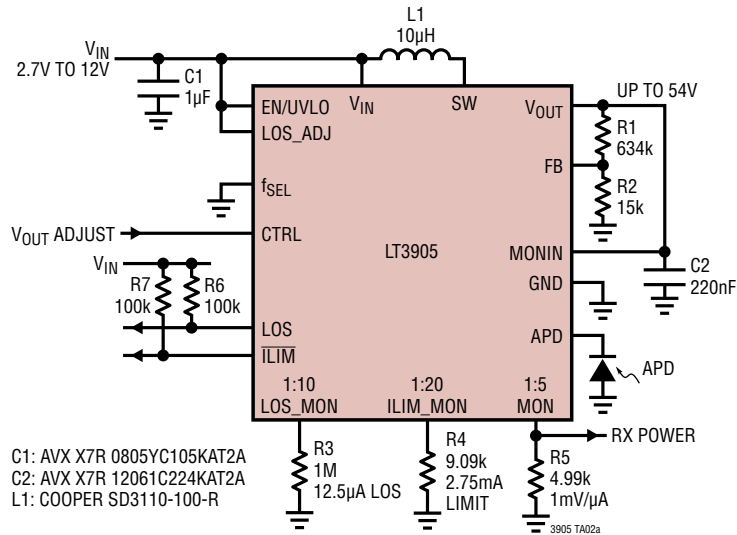 L1
10µH
VIN
2.7V TO 12V
C1
1µF
EN/UVLO
LOS_ADJ
VIN
SW
VOUT
UP TO 54V
R1
634k
FB
R2
15k
fSEL
VOUT ADJUST
CTRL
LT3905
MONIN
C2
220nF
GND
VIN
R7
100k
R6
100k
LOS
ILIM
APD
APD
1:10
LOS_MON
1:20
ILIM_MON
1:5
MON
RX POWER
R3
1M
12.5µA LOS
R4
9.09k
2.75mA
LIMIT
R5
4.99k
1mV/µA
C1: AVX X7R 0805YC105KAT2A
C2: AVX X7R 12061C224KAT2A
L1: COOPER SD3110-100-R
3905 TA02a